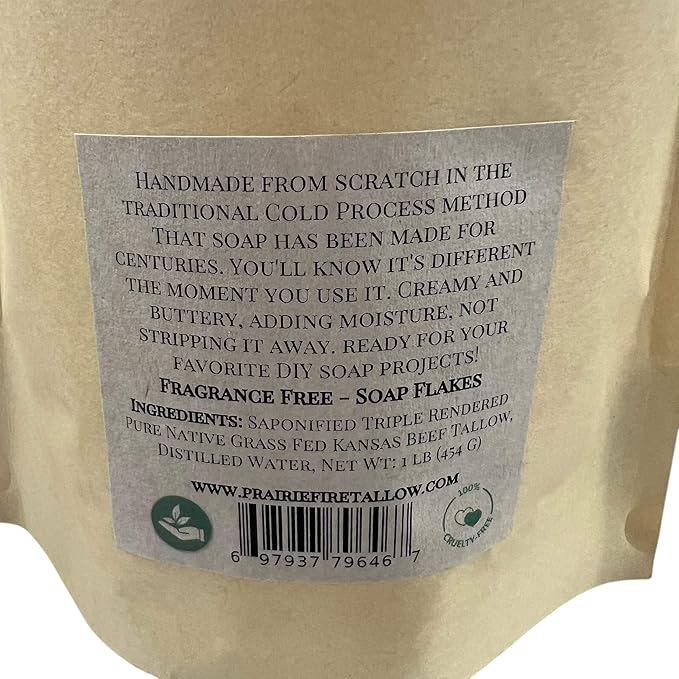 Handmade from scratch in the
traditional Cold Process method
That soap has been made for
centuries. You'll know it's different
the moment you use it. Creamy and
buttery, adding moisture, not
stripping it away. ready for your
favorite DIY soap projects!
Fragrance Free – Soap Flakes
Ingredients: Saponified Triple Rendered
Pure Native Grass Fed Kansas Beef Tallow,
Distilled Water, Net Wt: 1 lb (454 g)
www.prairiefiretallow.com
100%
CRUELTY-FREE
6 97937 79646 7